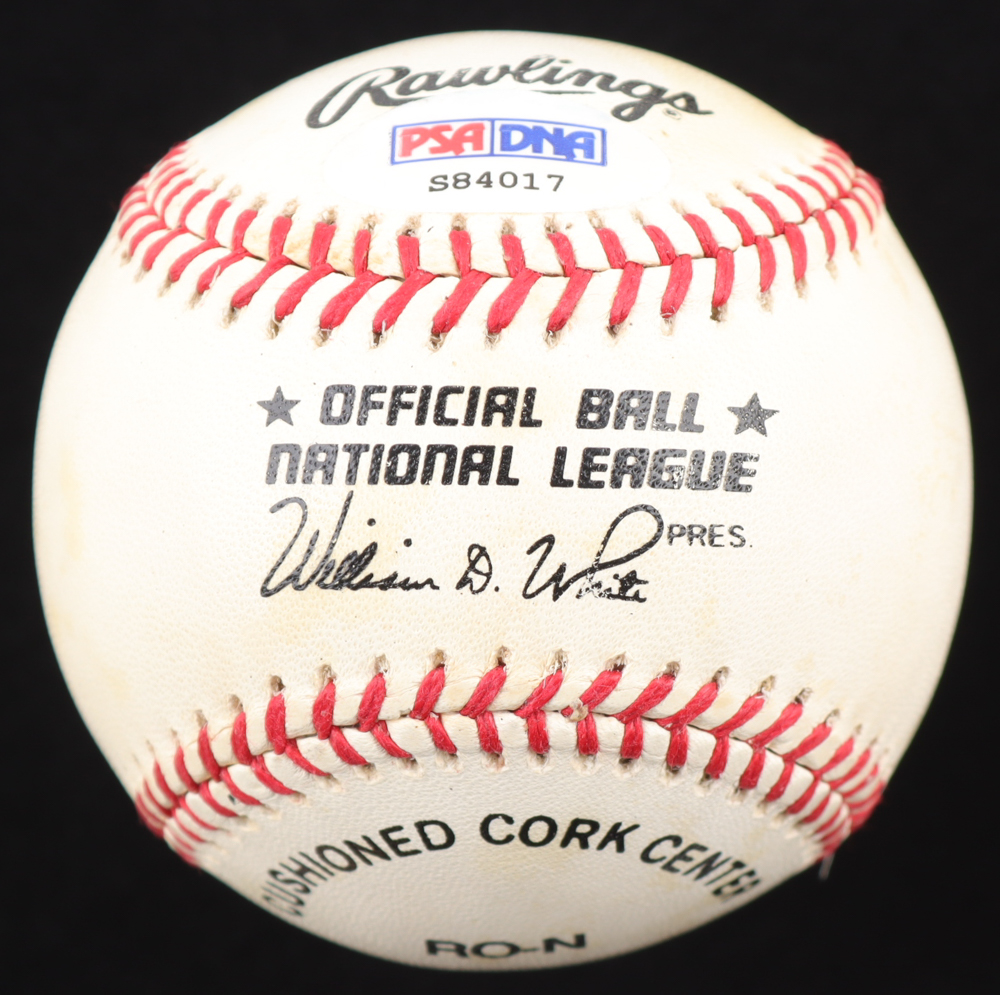 Rawlings
PSA DNA
S84017
★ OFFICIAL BALL ★
NATIONAL LEAGUE
William D. White PRES.
CUSHIONED CORK CENTER
RO-N